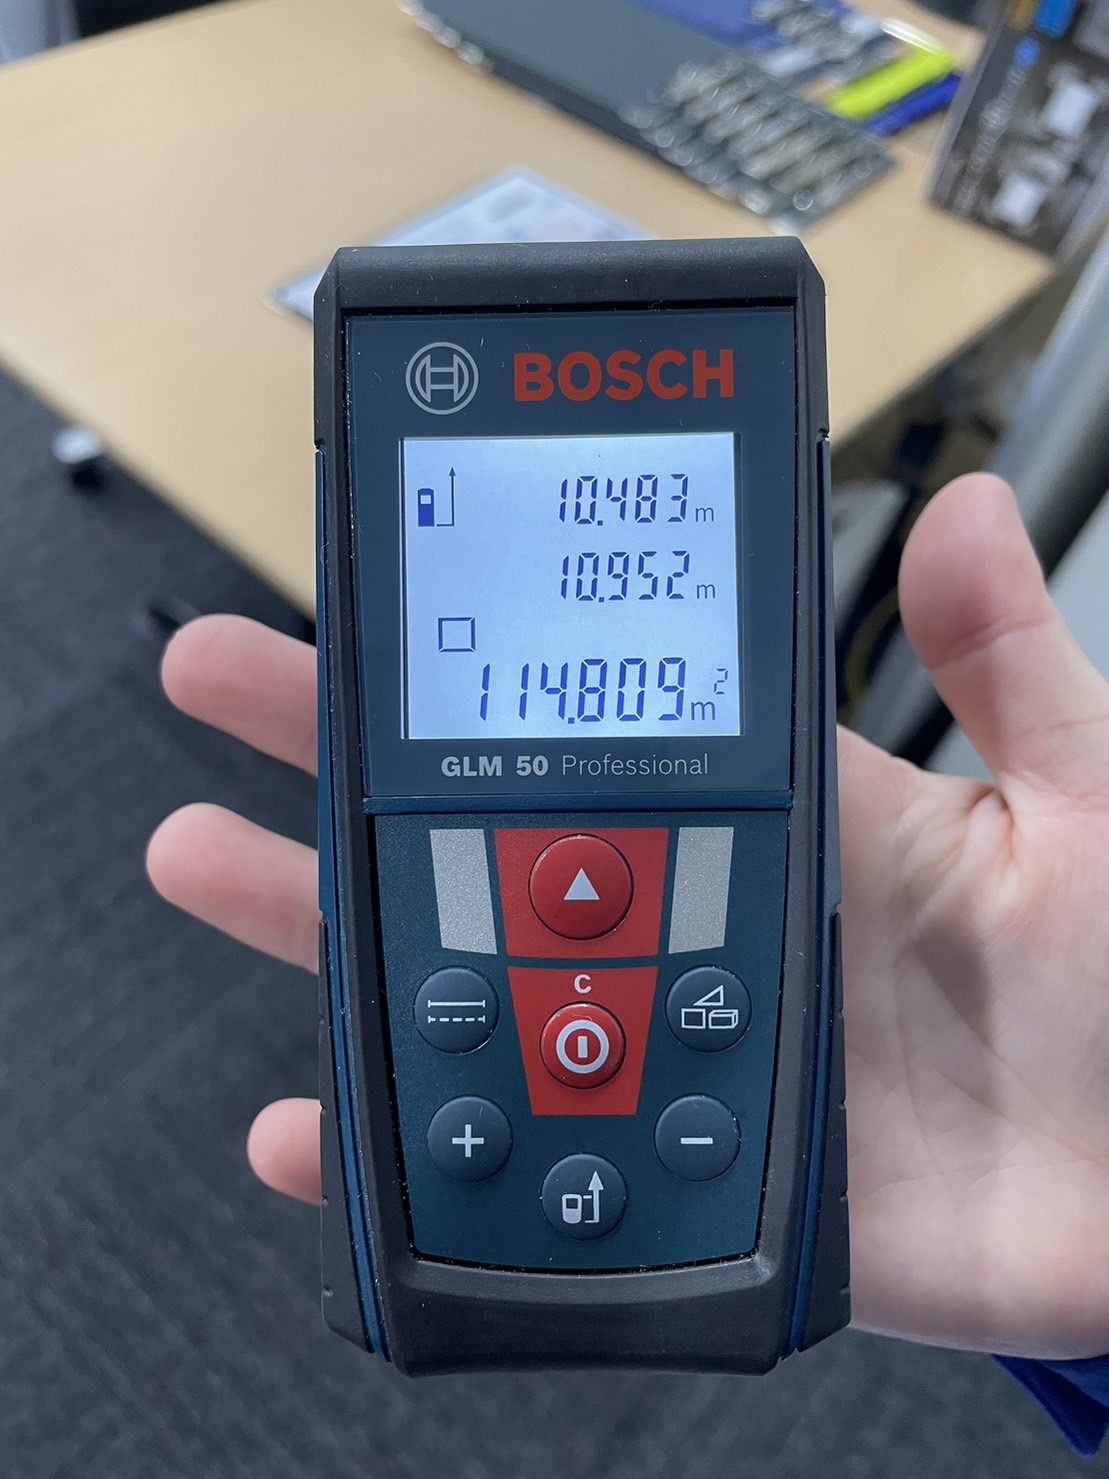 BOSCH
10.483 m
10.952 m
114.809 m²
GLM 50 Professional
C